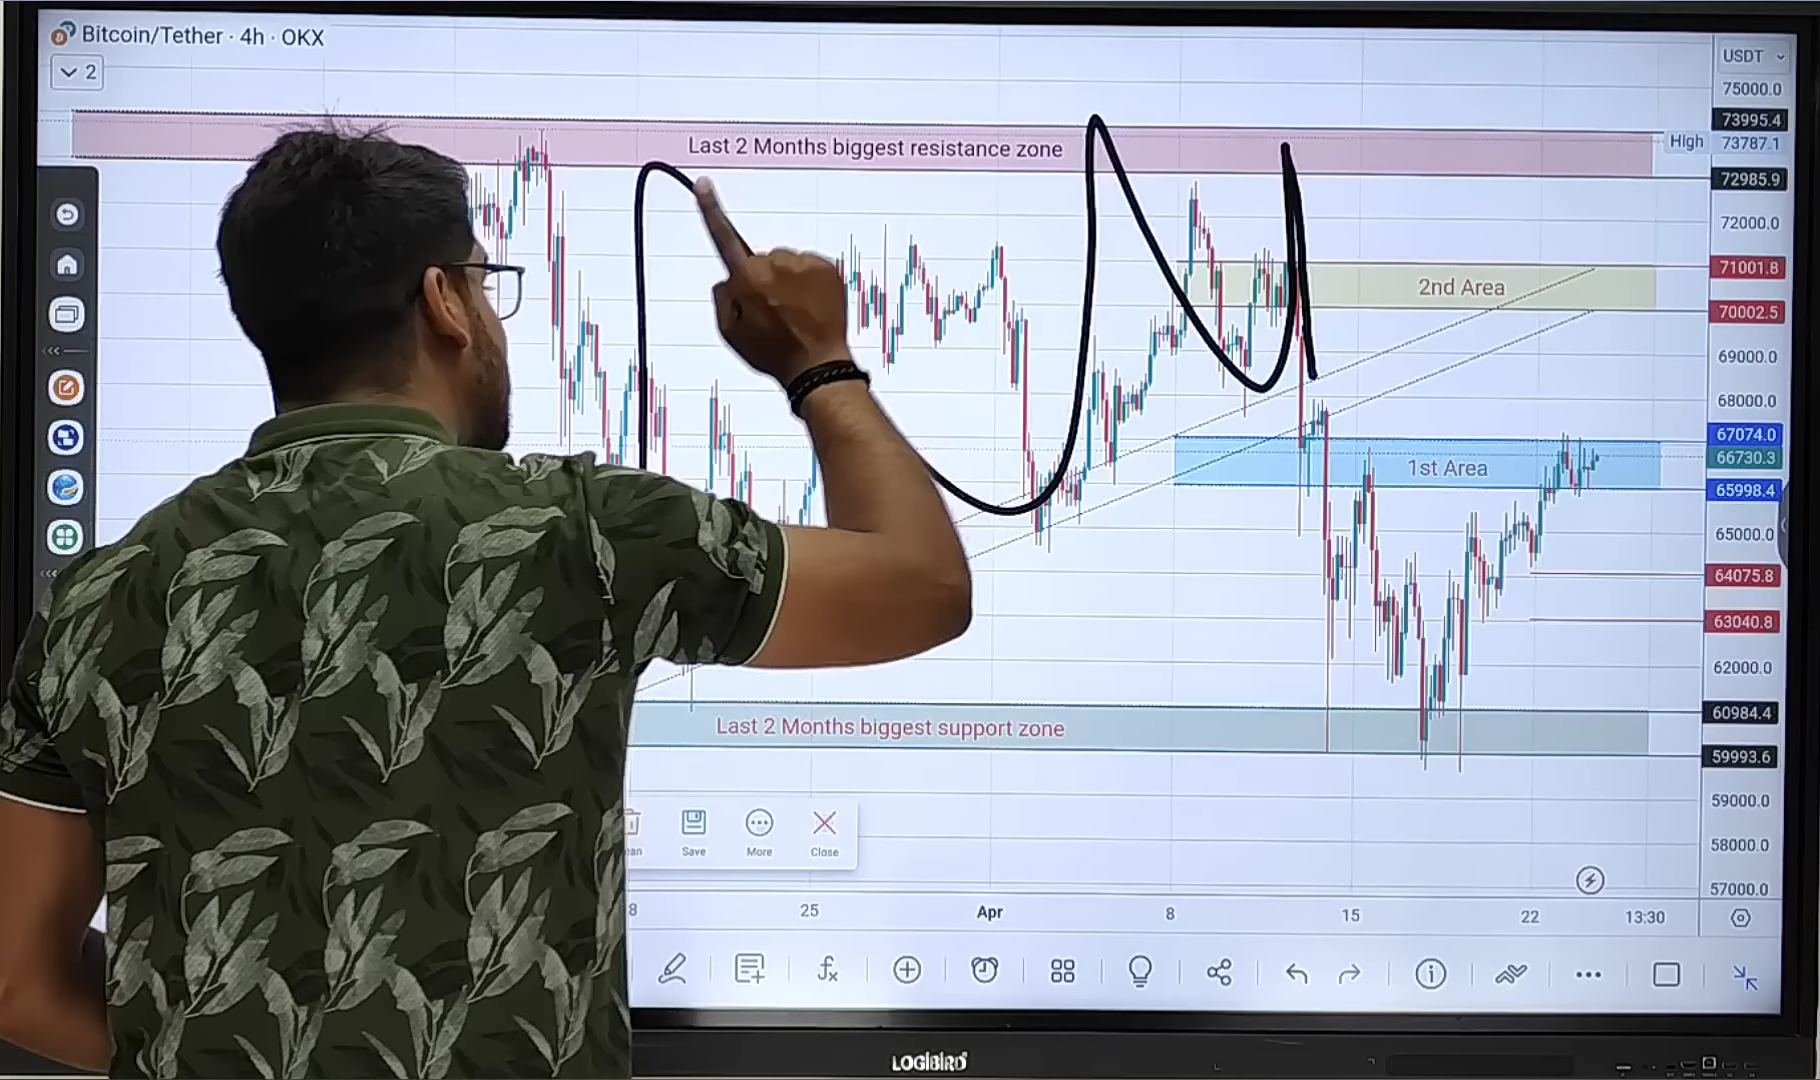 Bitcoin/Tether · 4h · OKX
2
USDT
75000.0
73995.4
Last 2 Months biggest resistance zone
High 73787.1
72985.9
72000.0
71001.8
2nd Area
70002.5
69000.0
68000.0
67074.0
66730.3
1st Area
65998.4
65000.0
64075.8
63040.8
62000.0
60984.4
Last 2 Months biggest support zone
59993.6
59000.0
58000.0
57000.0
Save More Close
8 25 Apr 8 15 22 13:30
LOGIBIRD